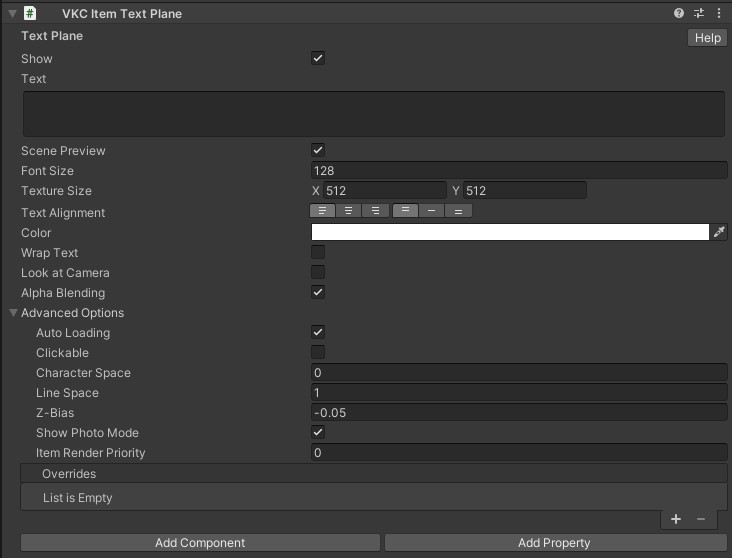 VKC Item Text Plane
Text Plane
Help
Show
Text
Scene Preview
Font Size 128
Texture Size X 512 Y 512
Text Alignment
Color
Wrap Text
Look at Camera
Alpha Blending
Advanced Options
Auto Loading
Clickable
Character Space 0
Line Space 1
Z-Bias -0.05
Show Photo Mode
Item Render Priority 0
Overrides
List is Empty
Add Component Add Property